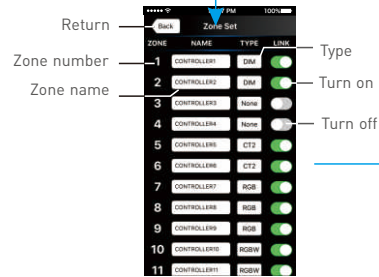 7 PM 100%
Return Back Zone Set
ZONE NAME TYPE LINK
Type
Zone number 1 CONTROLLER1 DIM
Zone name 2 CONTROLLER2 DIM Turn on
3 CONTROLLER3 None
4 CONTROLLER4 None Turn off
5 CONTROLLER5 CT2
6 CONTROLLER6 CT2
7 CONTROLLER7 RGB
8 CONTROLLER8 RGB
9 CONTROLLER9 RGB
10 CONTROLLER10 RGBW
11 CONTROLLER11 RGBW